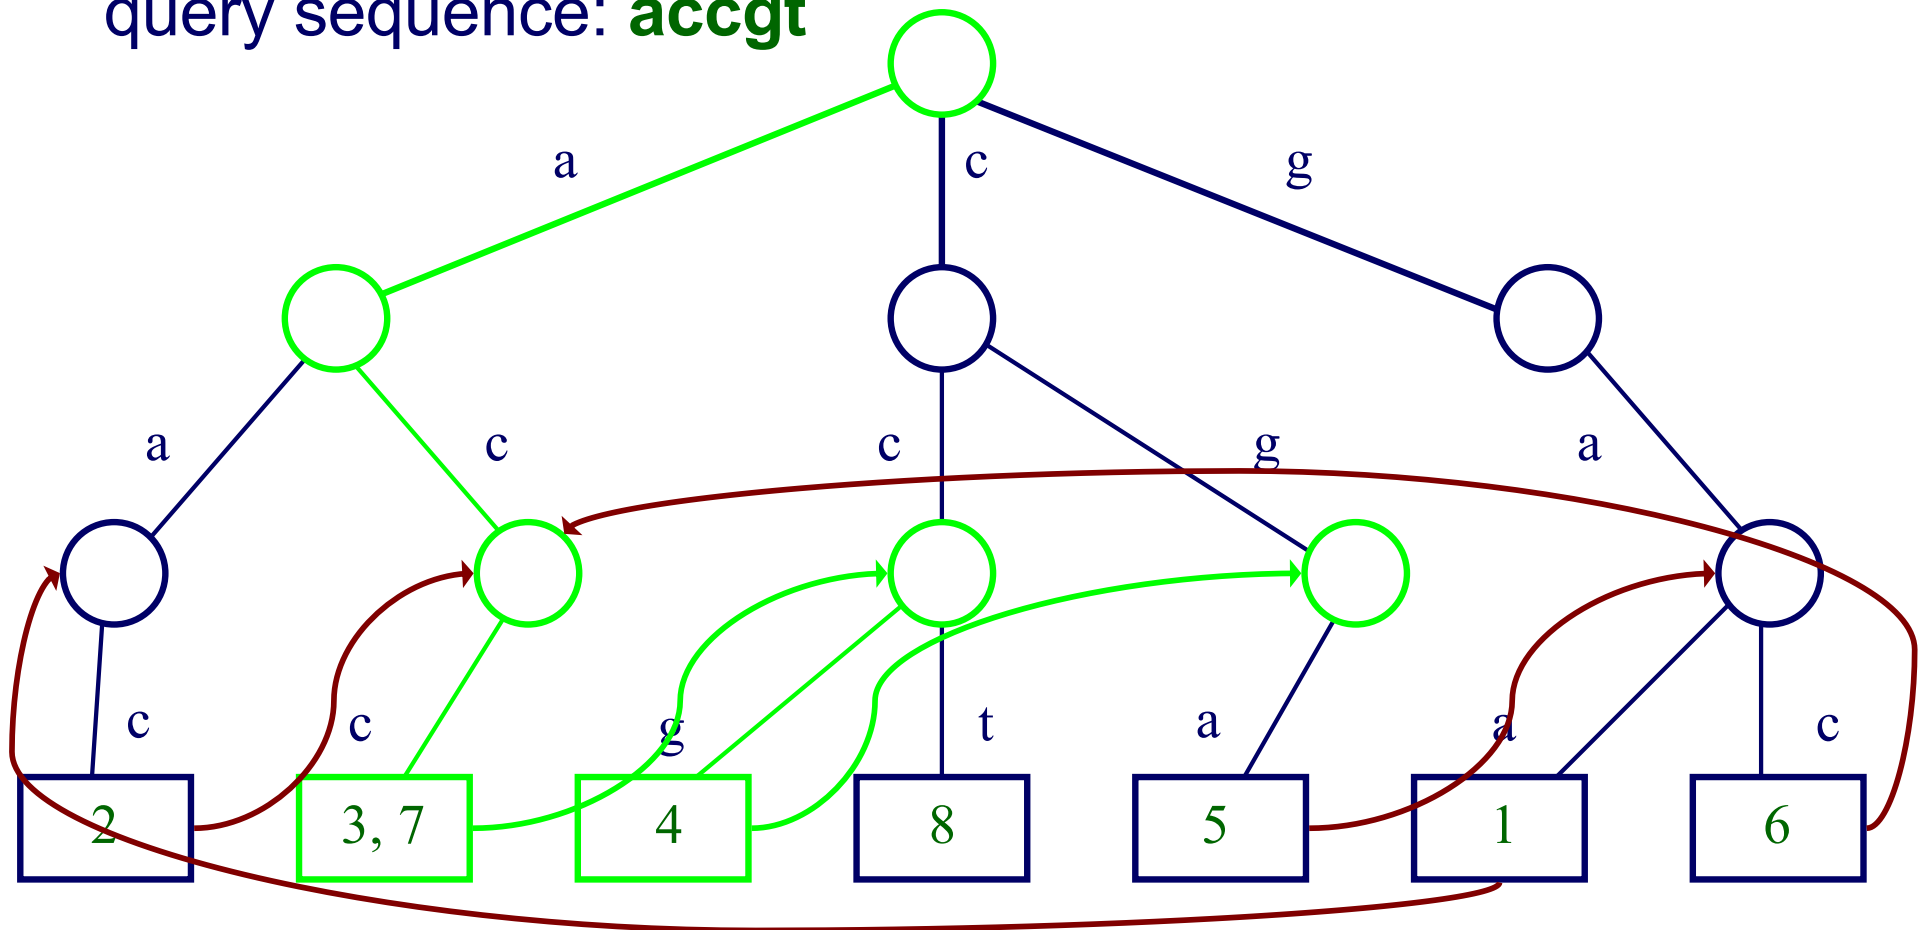 query sequence: accgt
a c g
a c c g a
c c g t a a c
2 3, 7 4 8 5 1 6